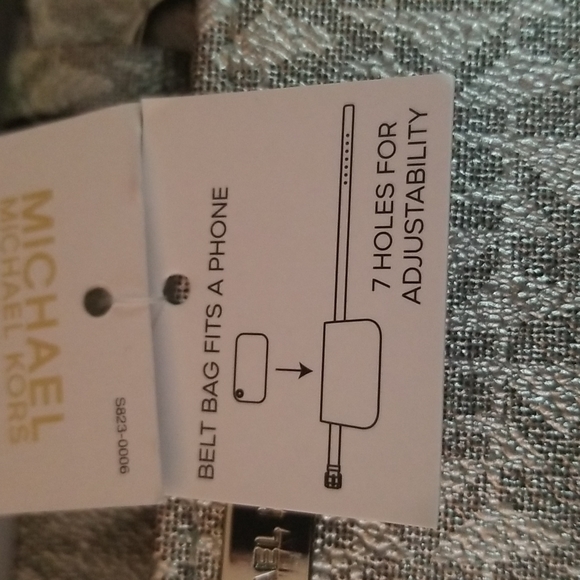 MICHAEL
MICHAEL KORS
S823-0006
BELT BAG FITS A PHONE
7 HOLES FOR
ADJUSTABILITY